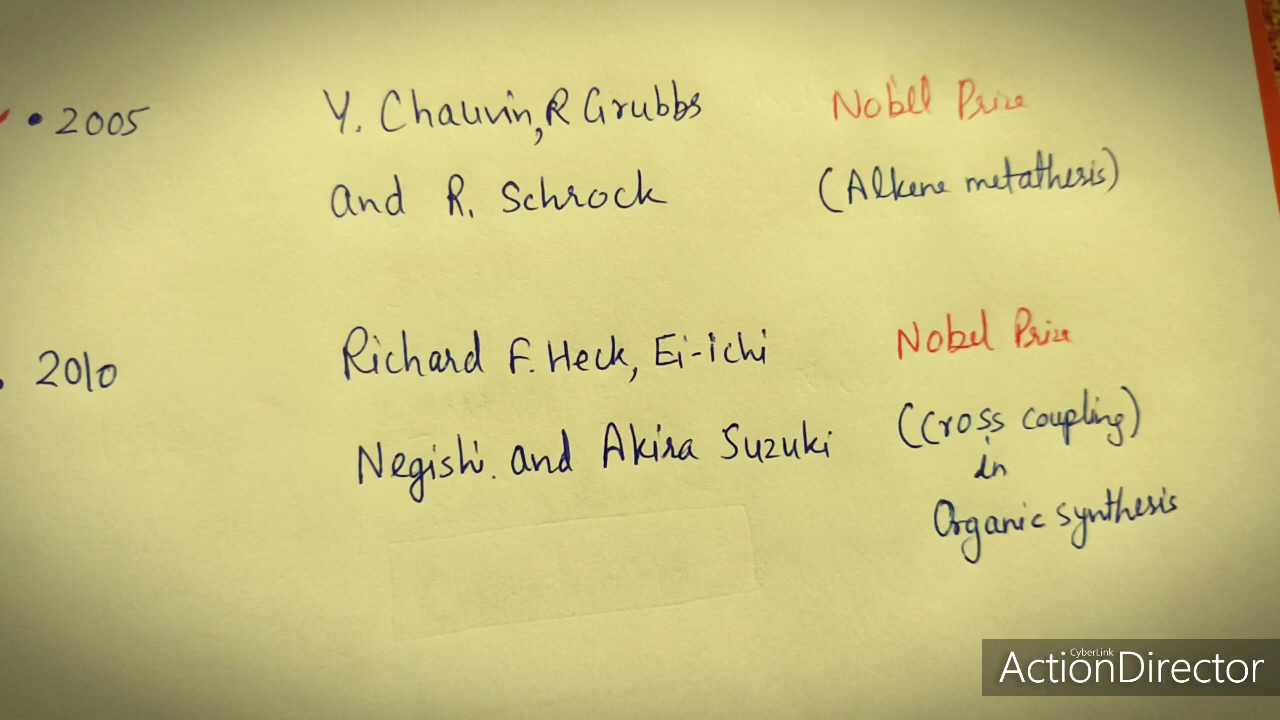 • 2005 Y. Chauvin, R Grubbs Nobel Prize
and R. Schrock (Alkene metathesis)
• 2010 Richard F. Heck, Ei-ichi Nobel Prize
Negishi. and Akira Suzuki (Cross coupling)
in
Organic synthesis
CyberLink
ActionDirector